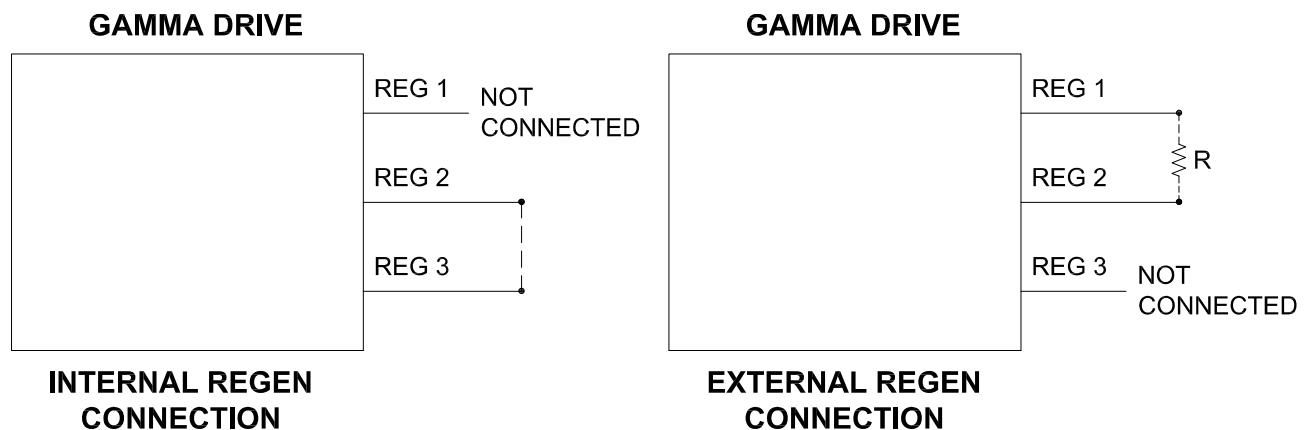 GAMMA DRIVE
REG 1
NOT
CONNECTED
REG 2
REG 3
INTERNAL REGEN
CONNECTION
GAMMA DRIVE
REG 1
R
REG 2
REG 3
NOT
CONNECTED
EXTERNAL REGEN
CONNECTION